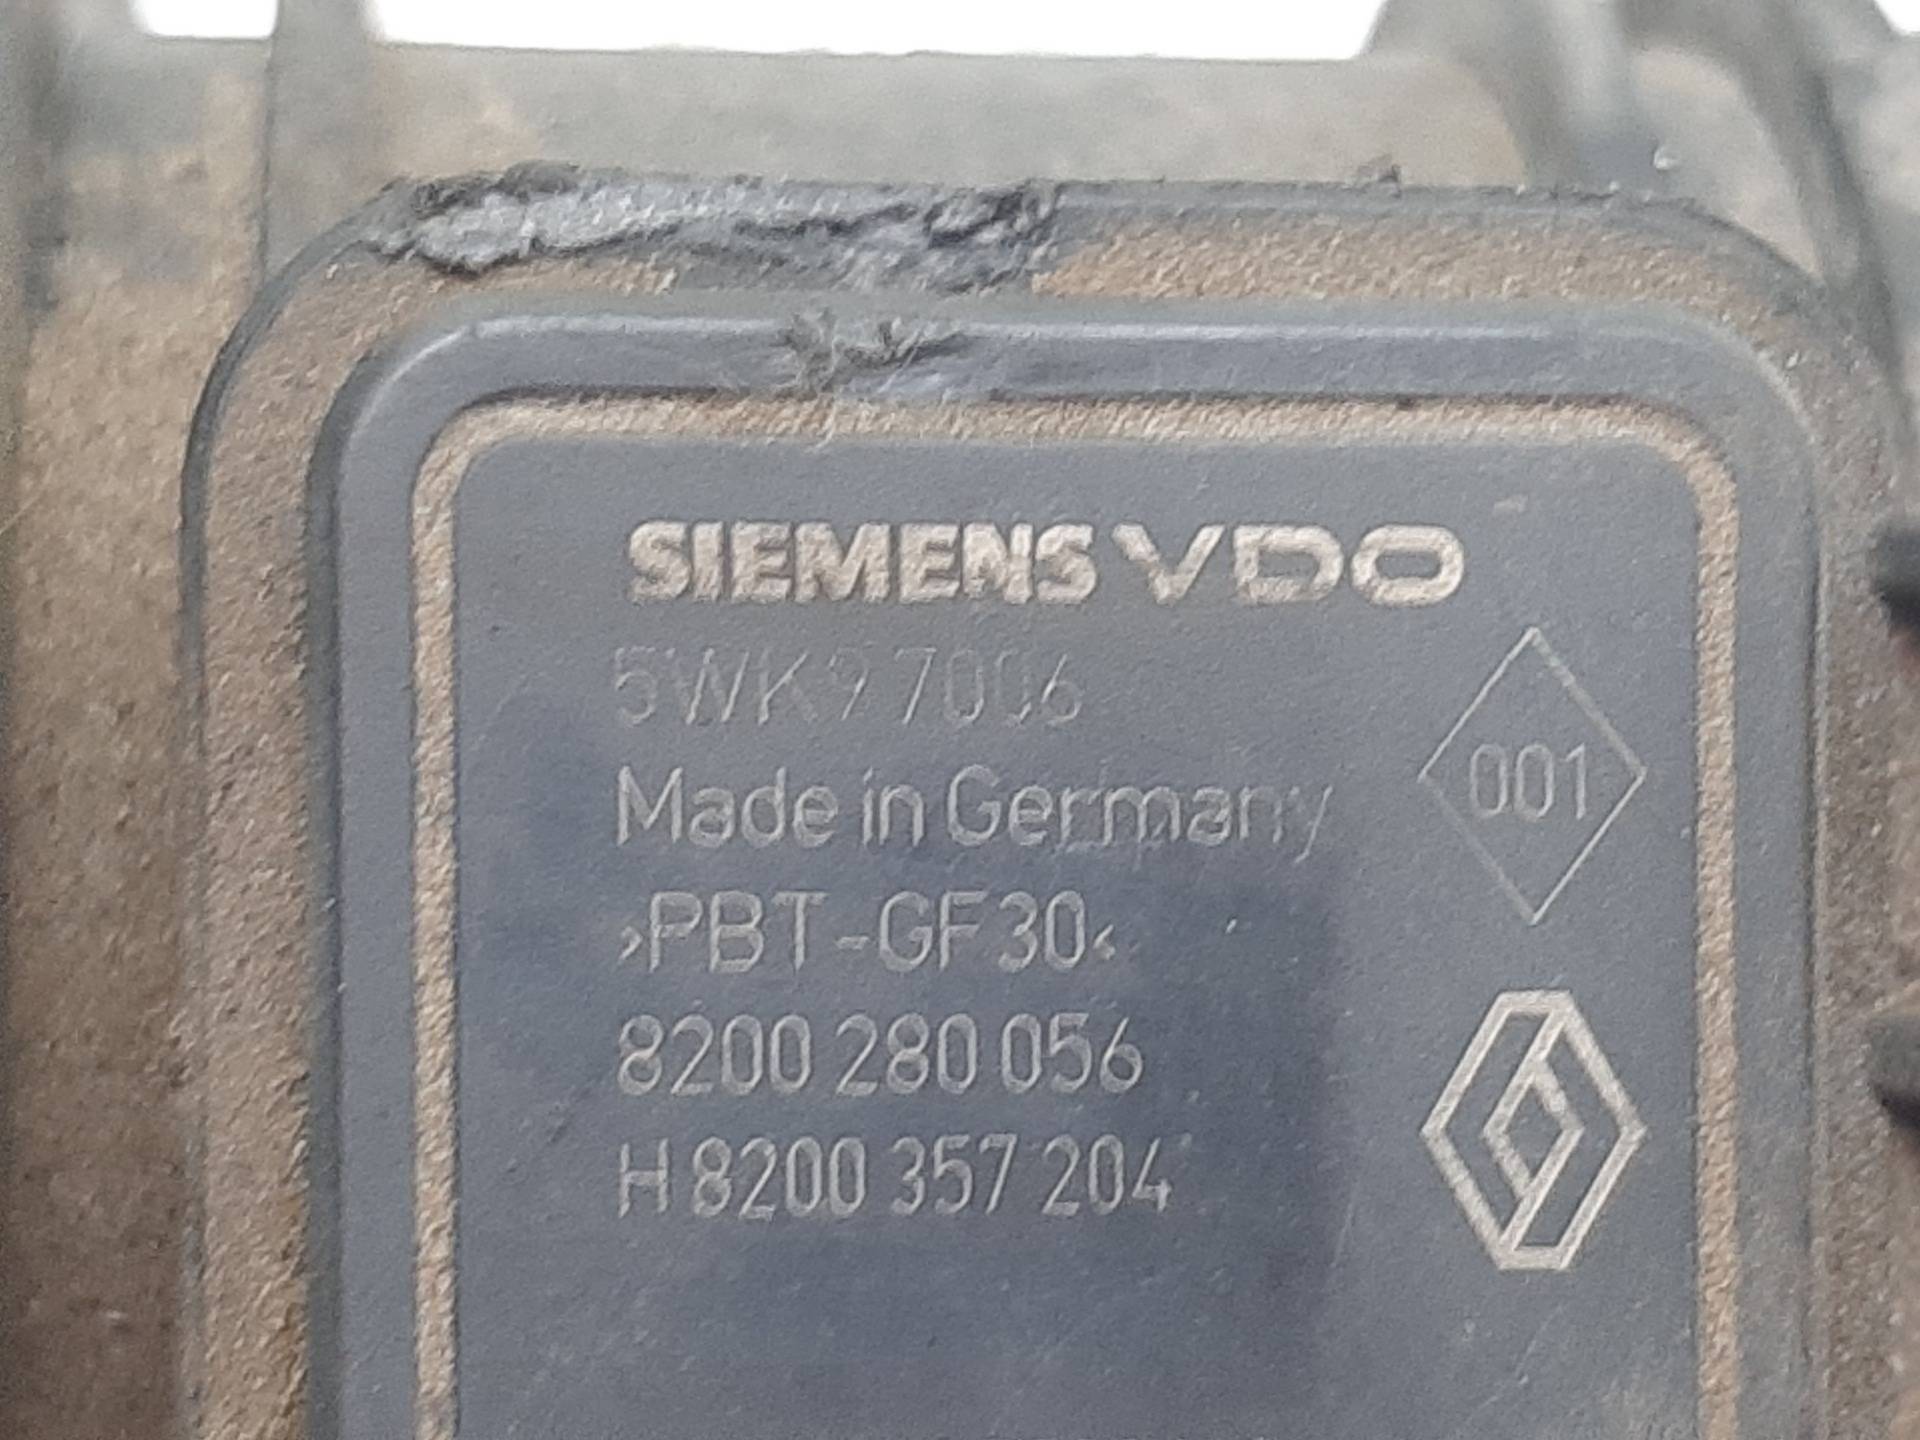 SIEMENS VDO
5WK97006
Made in Germany
001
›PBT-GF30‹
8200 280 056
H 8200 357 204